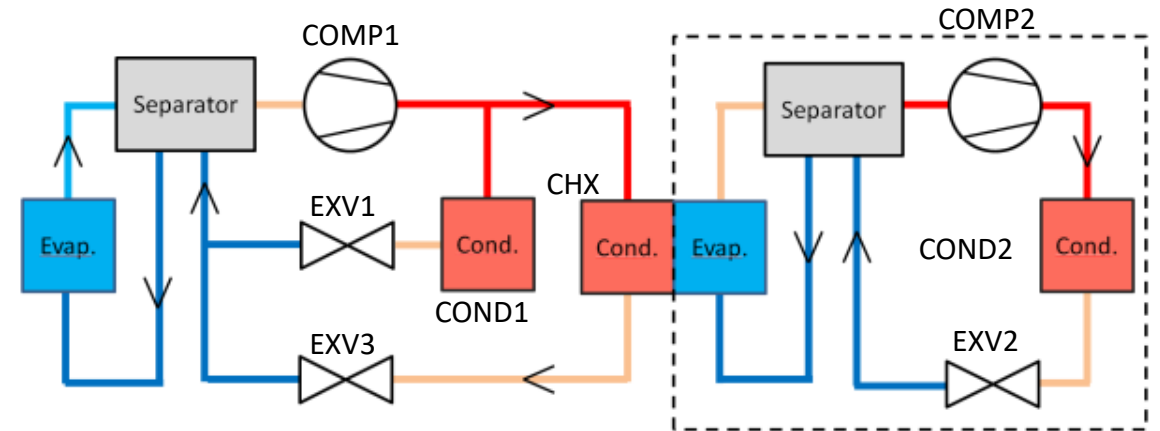 COMP1
COMP2
Separator
Separator
CHX
EXV1
Evap.
Cond.
Cond.
Evap.
COND2
Cond.
COND1
EXV3
EXV2